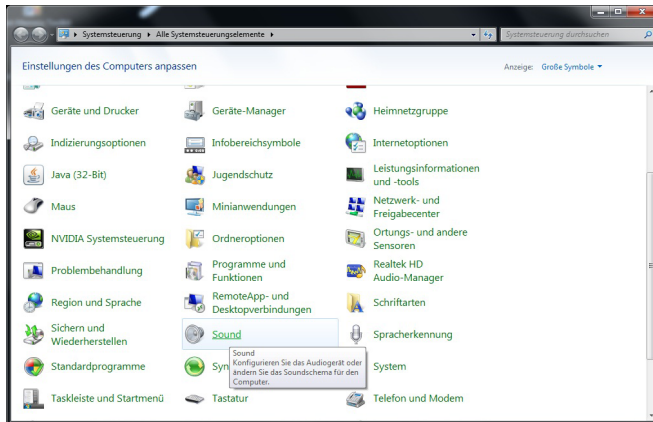 Systemsteuerung
Alle Systemsteuerungselemente
Systemsteuerung durchsuchen
Einstellungen des Computers anpassen
Anzeige: Große Symbole
Geräte und Drucker
Geräte-Manager
Heimnetzgruppe
Indizierungsoptionen
Infobereichsymbole
Internetoptionen
Java (32-Bit)
Jugendschutz
Leistungsinformationen
und -tools
Maus
Minianwendungen
Netzwerk- und
Freigabecenter
NVIDIA Systemsteuerung
Ordneroptionen
Ortungs- und andere
Sensoren
Problembehandlung
Programme und
Funktionen
Realtek HD
Audio-Manager
Region und Sprache
RemoteApp- und
Desktopverbindungen
Schriftarten
Sichern und
Wiederherstellen
Sound
Spracherkennung
Sound
Konfigurieren Sie das Audiogerät oder
ändern Sie das Soundschema für den
Computer.
Standardprogramme
Syn
System
Taskleiste und Startmenü
Tastatur
Telefon und Modem